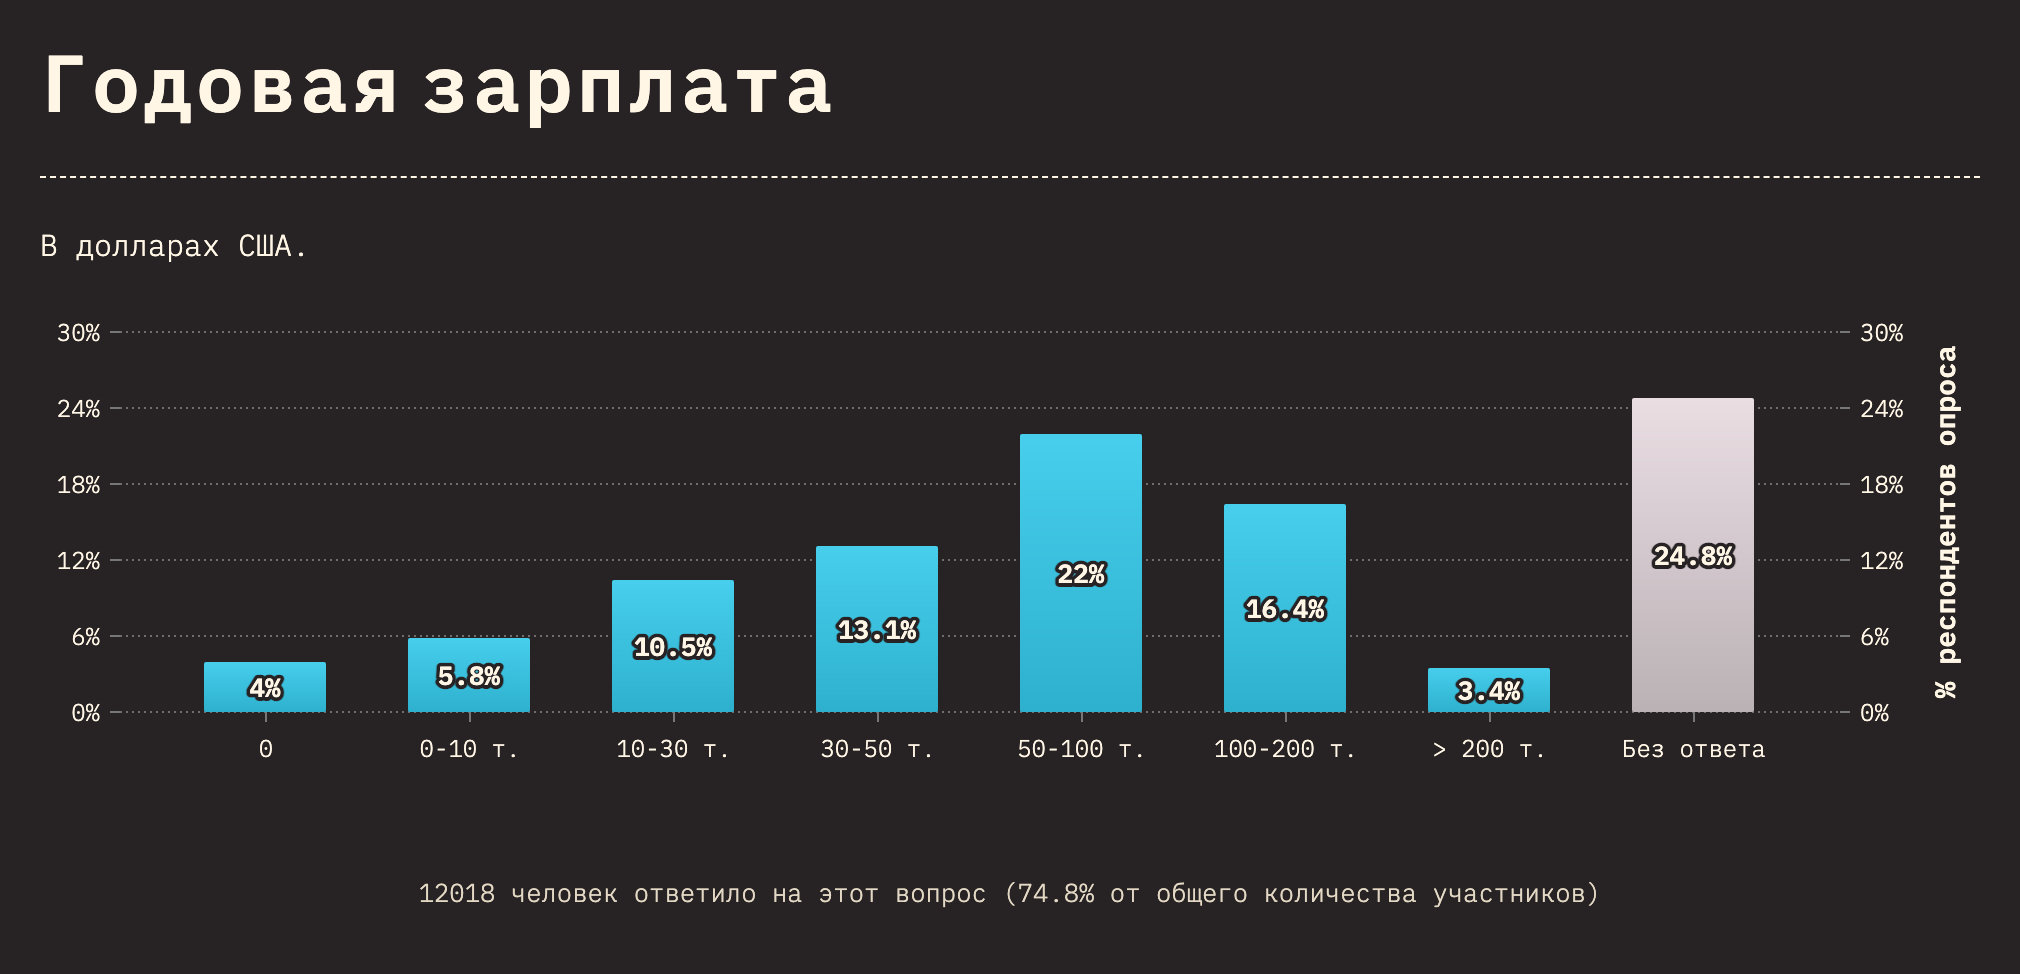 Годовая зарплата
В долларах США.
30% 30%
24% 24%
18% 18%
12% 12%
6% 6%
0% 0%
4% 5.8% 10.5% 13.1% 22% 16.4% 3.4% 24.8%
0 0-10 т. 10-30 т. 30-50 т. 50-100 т. 100-200 т. > 200 т. Без ответа
% респондентов опроса
12018 человек ответило на этот вопрос (74.8% от общего количества участников)